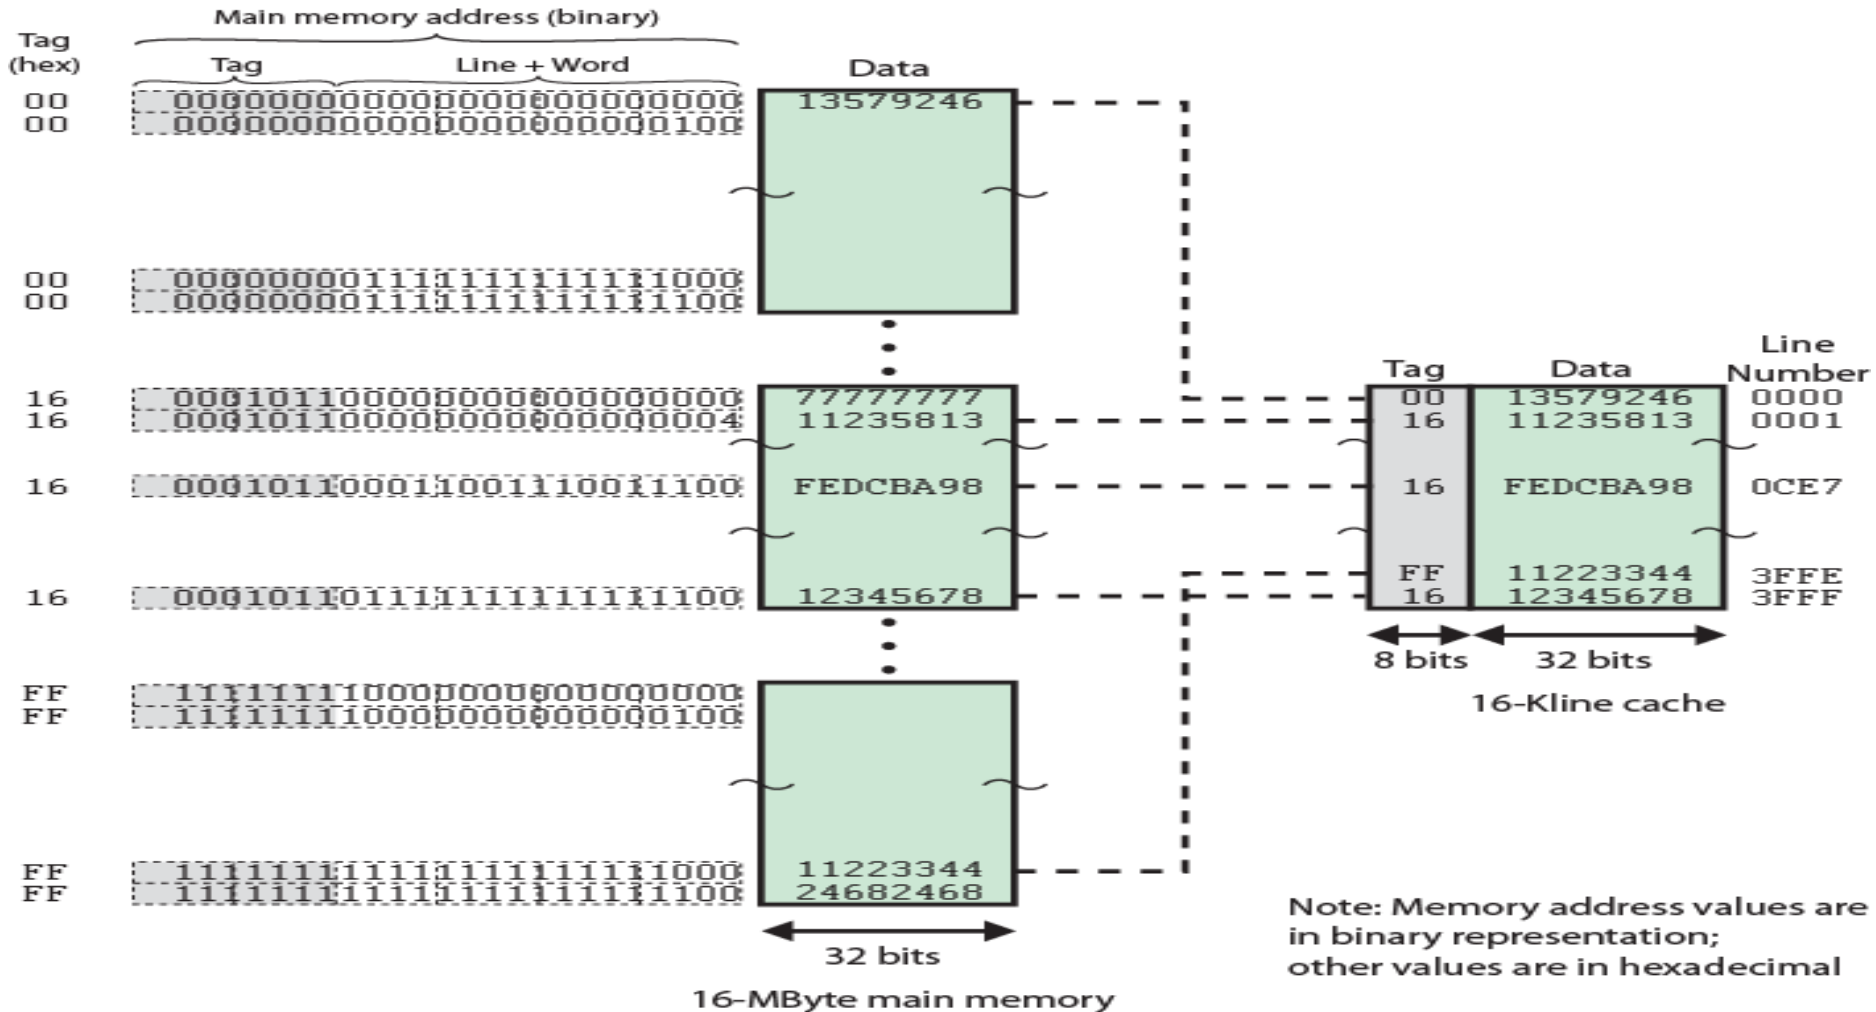 Main memory address (binary)
Tag
(hex)
Tag
Line + Word
Data
00
000000000000000000000000
13579246
00
000000000000000000000100
00
000000001111111111111000
00
000000001111111111111100
16
000101100000000000000000
77777777
16
000101100000000000000004
11235813
16
000101100011001110011100
FEDCBA98
16
000101101111111111111100
12345678
FF
111111110000000000000000
FF
111111110000000000000100
FF
111111111111111111111000
11223344
FF
111111111111111111111100
24682468
32 bits
16-MByte main memory
Tag
Data
Line
Number
00
13579246
0000
16
11235813
0001
16
FEDCBA98
0CE7
FF
11223344
3FFE
16
12345678
3FFF
8 bits
32 bits
16-Kline cache
Note: Memory address values are
in binary representation;
other values are in hexadecimal